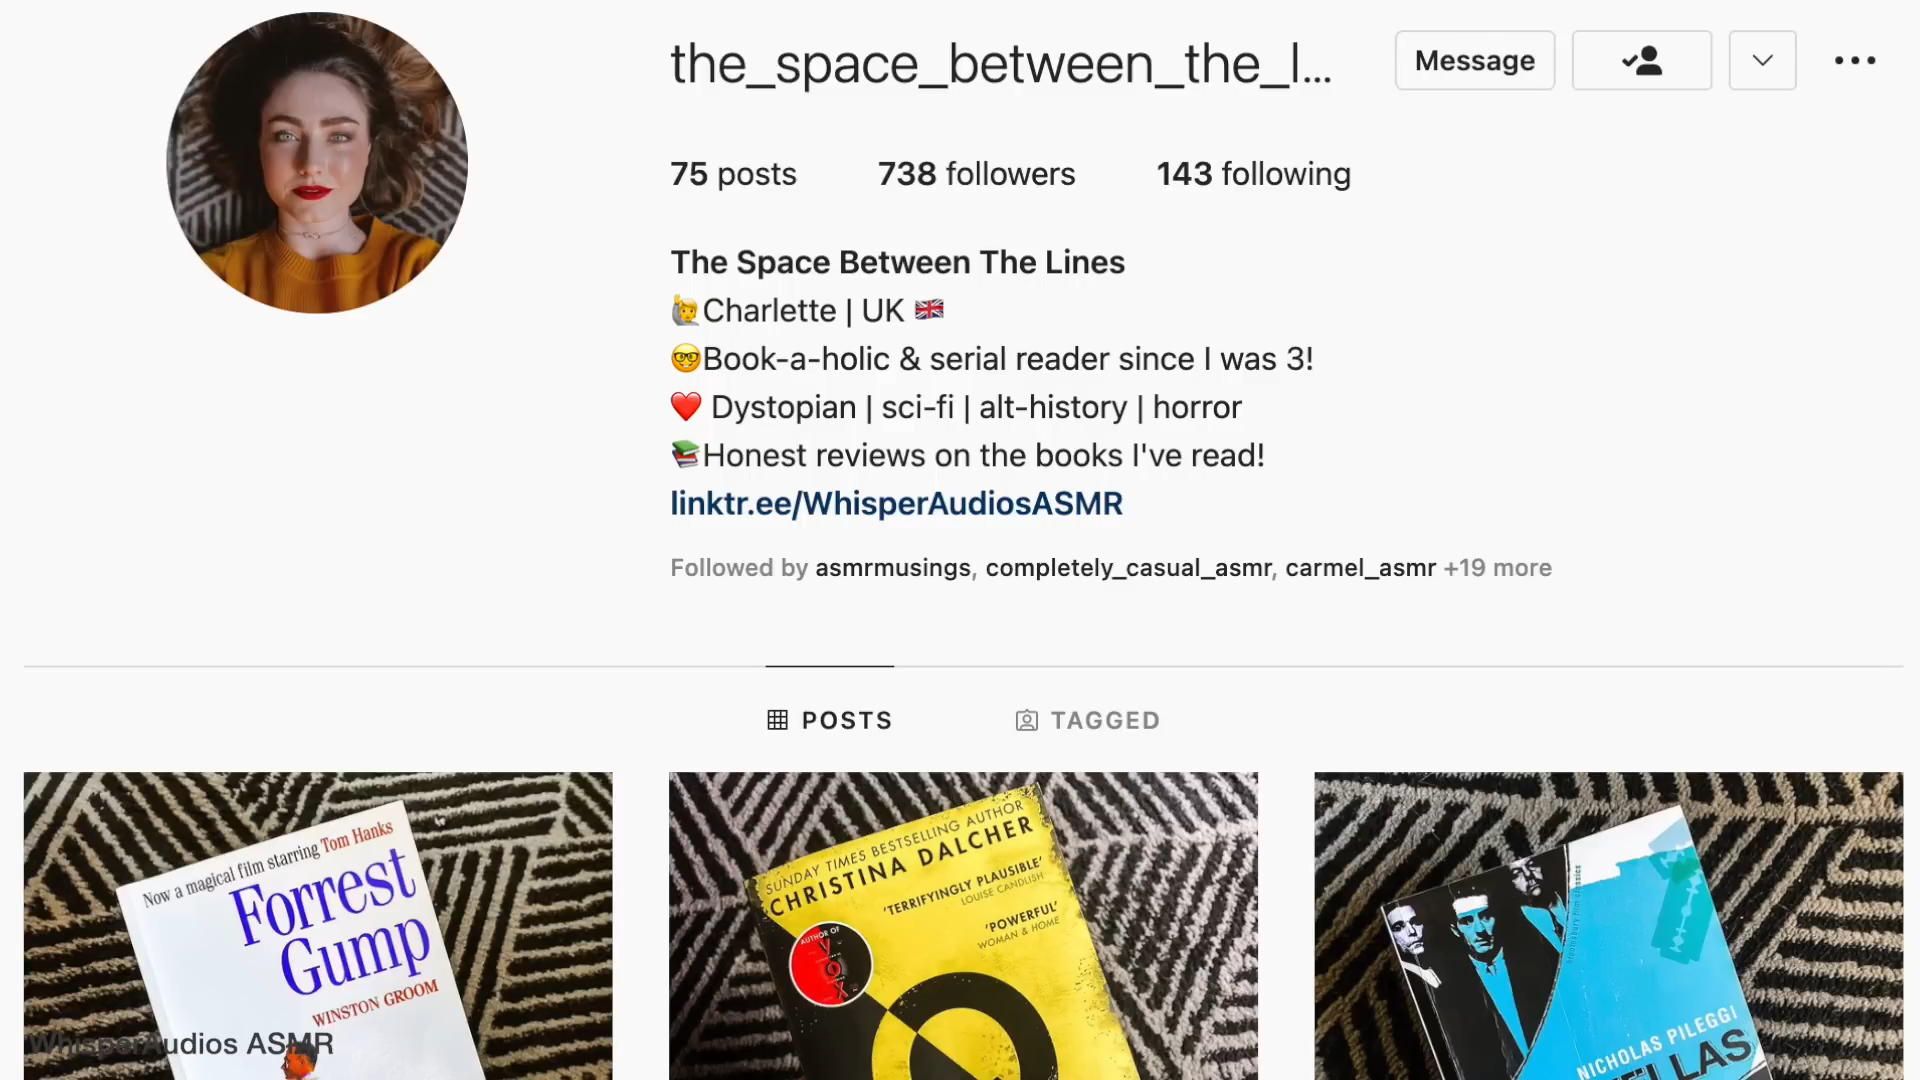 the_space_between_the_l...
Message
75 posts 738 followers 143 following
The Space Between The Lines
🙋Charlette | UK 🇬🇧
🤓Book-a-holic & serial reader since I was 3!
❤️ Dystopian | sci-fi | alt-history | horror
📚Honest reviews on the books I've read!
linktr.ee/WhisperAudiosASMR
Followed by asmrmusings, completely_casual_asmr, carmel_asmr +19 more
POSTS
TAGGED
Now a magical film starring Tom Hanks
Forrest
Gump
WINSTON GROOM
SUNDAY TIMES BESTSELLING AUTHOR
CHRISTINA DALCHER
'TERRIFYINGLY PLAUSIBLE'
LOUISE CANDLISH
'POWERFUL'
WOMAN & HOME
AUTHOR OF
VOX
Q
bloomsbury film classics
NICHOLAS PILEGGI
WhisperAudios ASMR